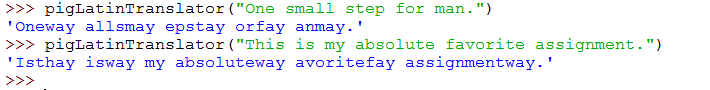 >>> pigLatinTranslator("One small step for man.")
'Oneway allsmay epstay orfay anmay.'
>>> pigLatinTranslator("This is my absolute favorite assignment.")
'Isthay isway my absoluteway avoritefay assignmentway.'
>>>